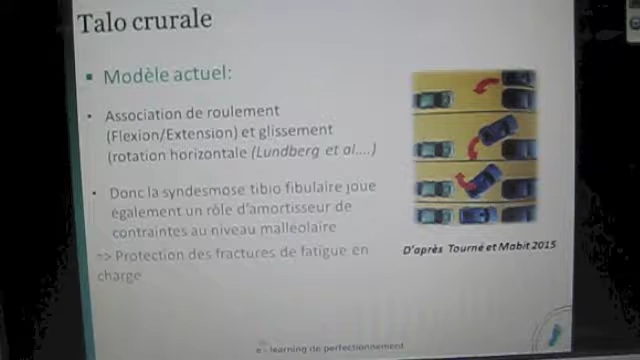 Talo crurale
▪ Modèle actuel:
• Association de roulement
(Flexion/Extension) et glissement
(rotation horizontale (Lundberg et al....)
• Donc la syndesmose tibio fibulaire joue
également un rôle d'amortisseur de
contraintes au niveau malleolaire
=> Protection des fractures de fatigue en
charge
D'après Tourné et Mabit 2015
e - learning de perfectionnement